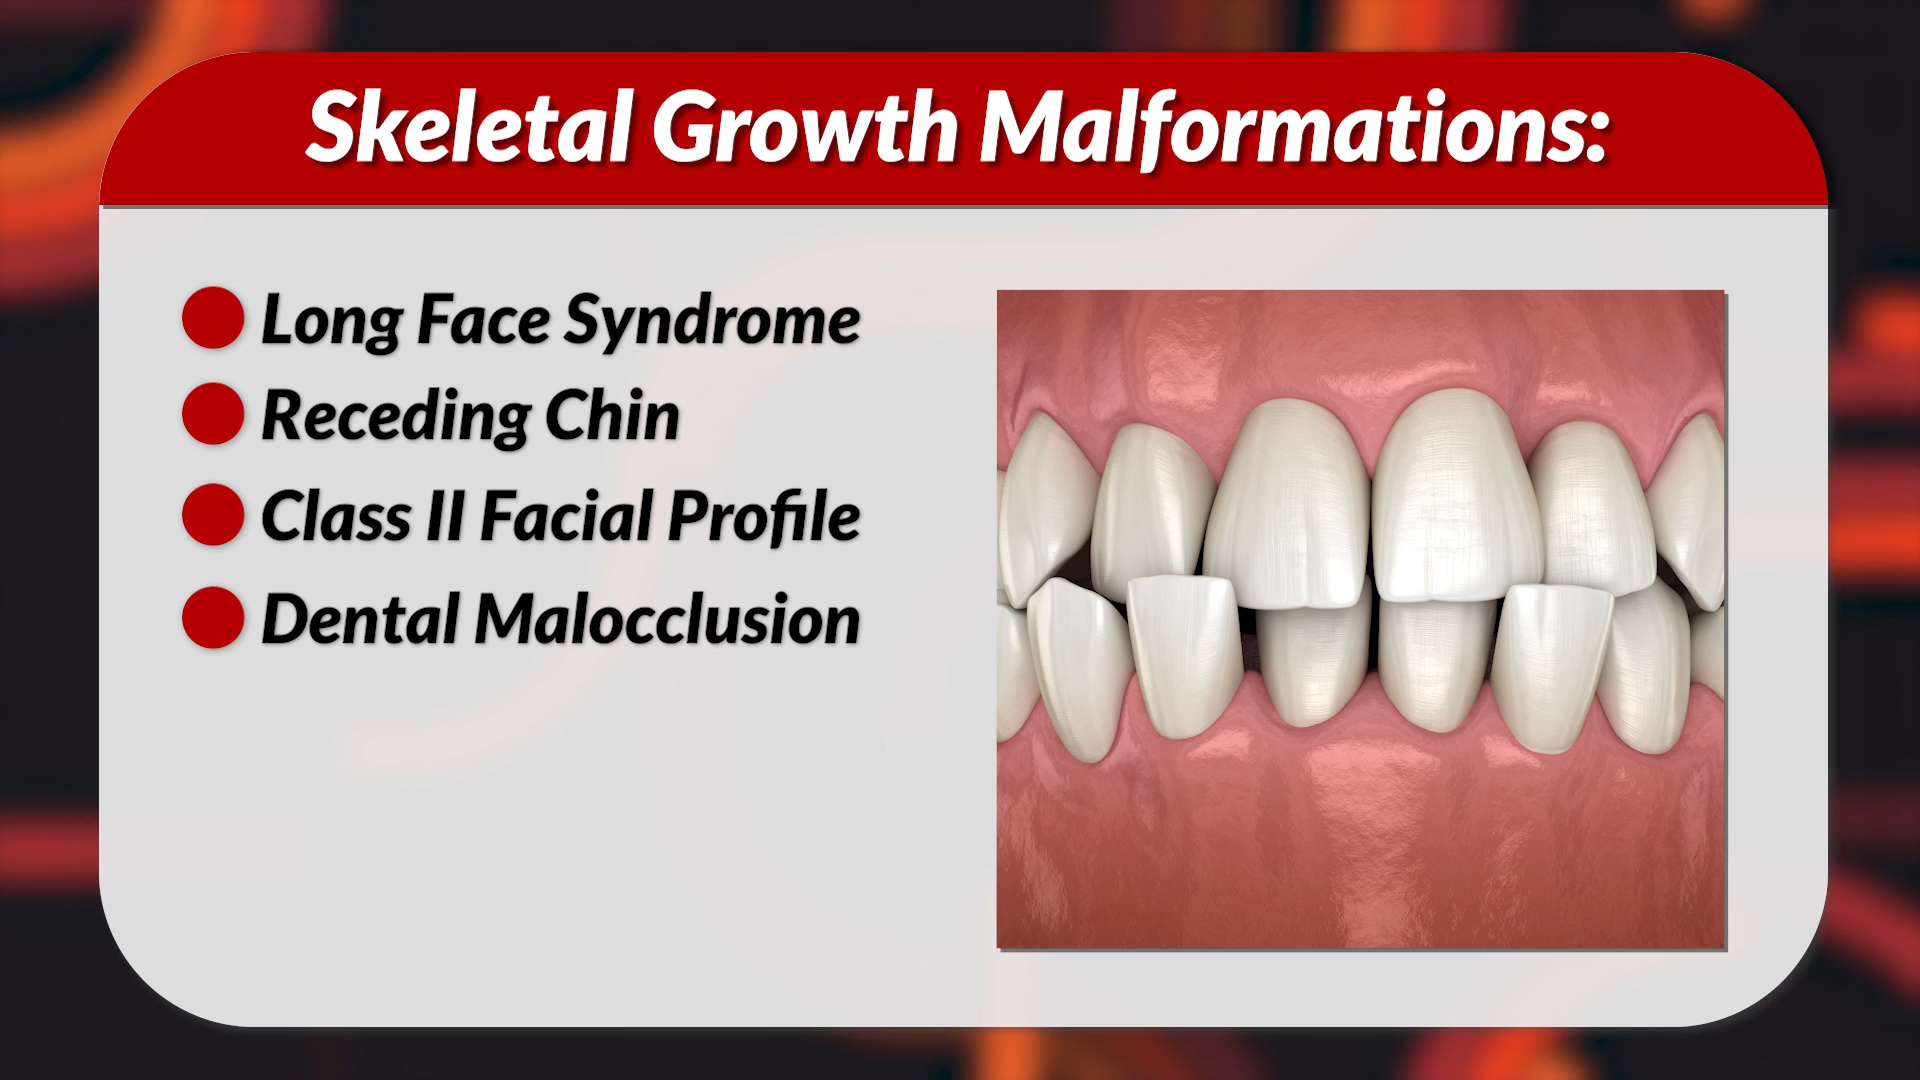 Skeletal Growth Malformations:
Long Face Syndrome
Receding Chin
Class II Facial Profile
Dental Malocclusion